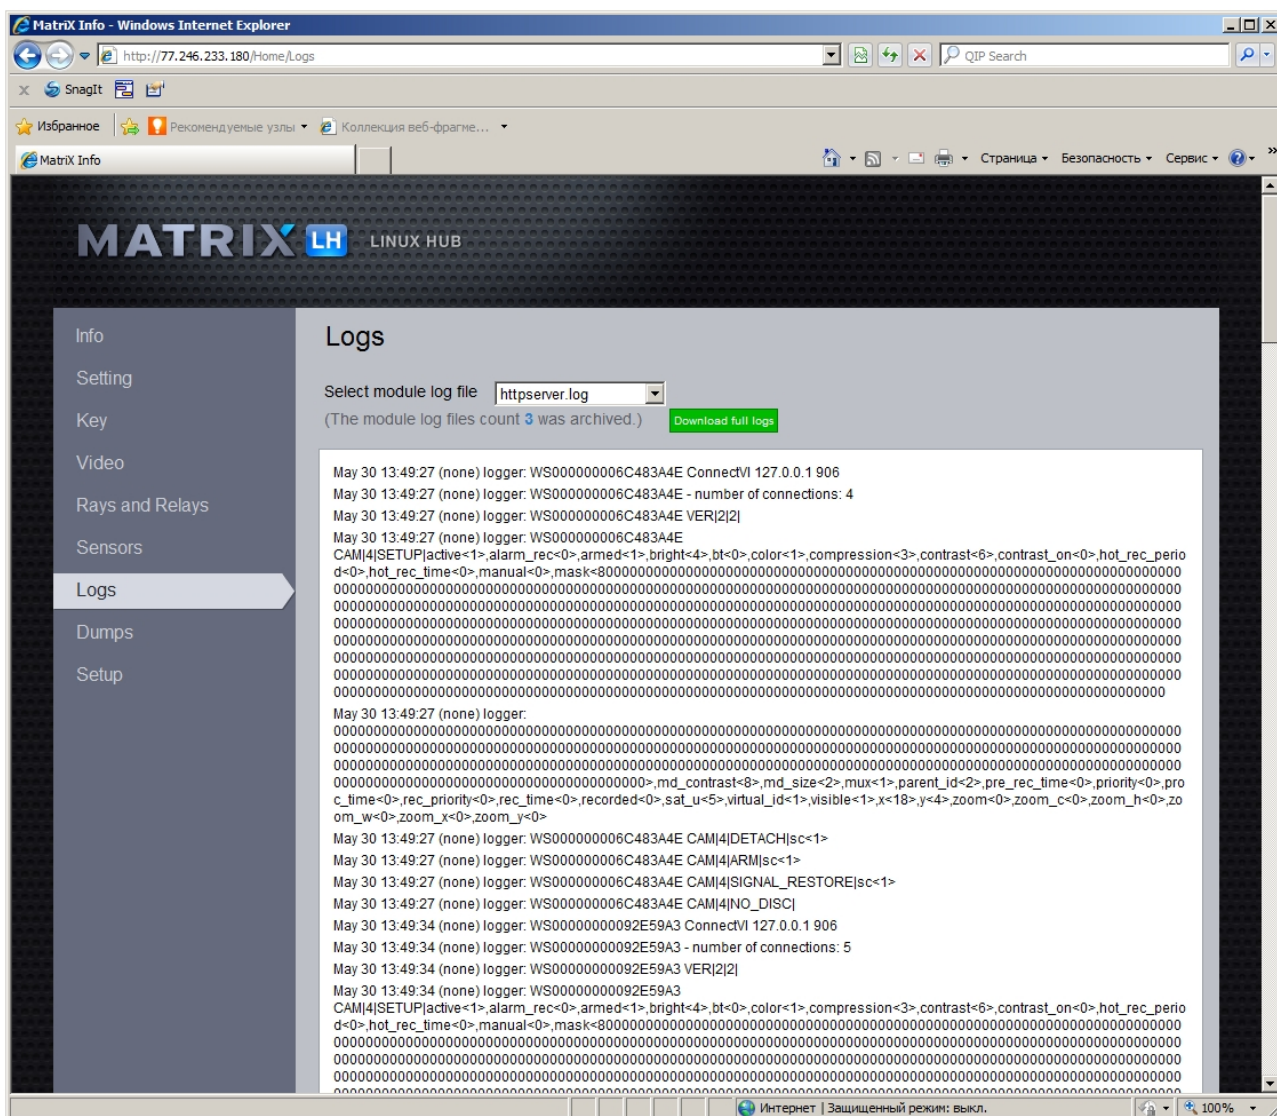 MatriX Info - Windows Internet Explorer
http://77.246.233.180/Home/Logs
QIP Search
x SnagIt
Избранное Рекомендуемые узлы Коллекция веб-фрагме...
MatriX Info
Страница Безопасность Сервис »
MATRIX LH LINUX HUB
Info
Setting
Key
Video
Rays and Relays
Sensors
Logs
Dumps
Setup
Logs
Select module log file httpserver.log
(The module log files count 3 was archived.) Download full logs
May 30 13:49:27 (none) logger: WS000000006C483A4E ConnectVI 127.0.0.1 906
May 30 13:49:27 (none) logger: WS000000006C483A4E - number of connections: 4
May 30 13:49:27 (none) logger: WS000000006C483A4E VER|2|2|
May 30 13:49:27 (none) logger: WS000000006C483A4E
CAM|4|SETUP|active<1>,alarm_rec<0>,armed<1>,bright<4>,bt<0>,color<1>,compression<3>,contrast<6>,contrast_on<0>,hot_rec_perio
d<0>,hot_rec_time<0>,manual<0>,mask<800000000000000000000000000000000000000000000000000000000000000000000000
0000000000000000000000000000000000000000000000000000000000000000000000000000000000000000000000000000000000
0000000000000000000000000000000000000000000000000000000000000000000000000000000000000000000000000000000000
0000000000000000000000000000000000000000000000000000000000000000000000000000000000000000000000000000000000
0000000000000000000000000000000000000000000000000000000000000000000000000000000000000000000000000000000000
0000000000000000000000000000000000000000000000000000000000000000000000000000000000000000000000000000000000
0000000000000000000000000000000000000000000000000000000000000000000000000000000000000000000000000000000000
00000000000000000000000000000000000000000000000000000000000000000000000000000000000000000000000000000000
May 30 13:49:27 (none) logger:
0000000000000000000000000000000000000000000000000000000000000000000000000000000000000000000000000000000000
0000000000000000000000000000000000000000000000000000000000000000000000000000000000000000000000000000000000
0000000000000000000000000000000000000000000000000000000000000000000000000000000000000000000000000000000000
000000000000000000000000000000000000000>,md_contrast<8>,md_size<2>,mux<1>,parent_id<2>,pre_rec_time<0>,priority<0>,pro
c_time<0>,rec_priority<0>,rec_time<0>,recorded<0>,sat_u<5>,virtual_id<1>,visible<1>,x<18>,y<4>,zoom<0>,zoom_c<0>,zoom_h<0>,zo
om_w<0>,zoom_x<0>,zoom_y<0>
May 30 13:49:27 (none) logger: WS000000006C483A4E CAM|4|DETACH|sc<1>
May 30 13:49:27 (none) logger: WS000000006C483A4E CAM|4|ARM|sc<1>
May 30 13:49:27 (none) logger: WS000000006C483A4E CAM|4|SIGNAL_RESTORE|sc<1>
May 30 13:49:27 (none) logger: WS000000006C483A4E CAM|4|NO_DISC|
May 30 13:49:34 (none) logger: WS00000000092E59A3 ConnectVI 127.0.0.1 906
May 30 13:49:34 (none) logger: WS00000000092E59A3 - number of connections: 5
May 30 13:49:34 (none) logger: WS00000000092E59A3 VER|2|2|
May 30 13:49:34 (none) logger: WS00000000092E59A3
CAM|4|SETUP|active<1>,alarm_rec<0>,armed<1>,bright<4>,bt<0>,color<1>,compression<3>,contrast<6>,contrast_on<0>,hot_rec_perio
d<0>,hot_rec_time<0>,manual<0>,mask<800000000000000000000000000000000000000000000000000000000000000000000000
0000000000000000000000000000000000000000000000000000000000000000000000000000000000000000000000000000000000
0000000000000000000000000000000000000000000000000000000000000000000000000000000000000000000000000000000000
0000000000000000000000000000000000000000000000000000000000000000000000000000000000000000000000000000000000
Интернет | Защищенный режим: выкл. 100%